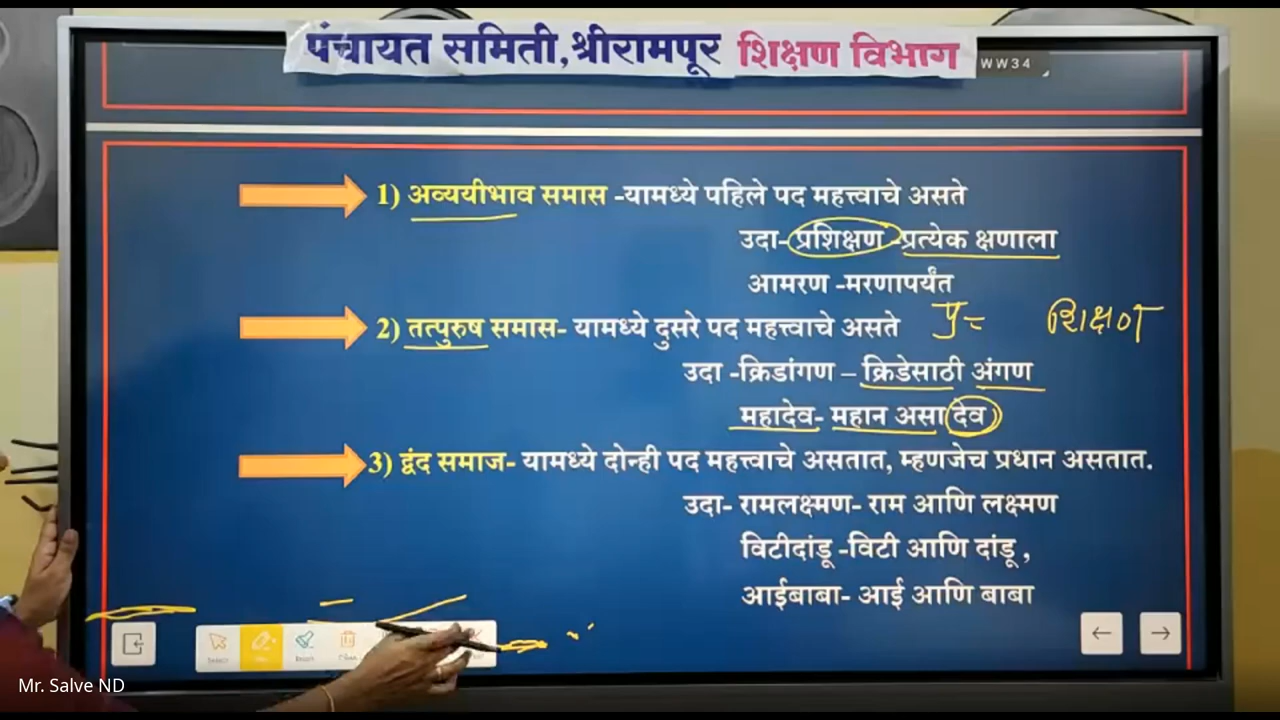 पंचायत समिती,श्रीरामपूर शिक्षण विभाग
WW34
1) अव्ययीभाव समास -यामध्ये पहिले पद महत्त्वाचे असते
उदा- प्रशिक्षण -प्रत्येक क्षणाला
आमरण -मरणापर्यंत
2) तत्पुरुष समास- यामध्ये दुसरे पद महत्त्वाचे असते
शिक्षण
उदा -क्रिडांगण – क्रिडेसाठी अंगण
महादेव- महान असा देव
3) द्वंद समाज- यामध्ये दोन्ही पद महत्त्वाचे असतात, म्हणजेच प्रधान असतात.
उदा- रामलक्ष्मण- राम आणि लक्ष्मण
विटीदांडू -विटी आणि दांडू ,
आईबाबा- आई आणि बाबा
Select
Mr. Salve ND